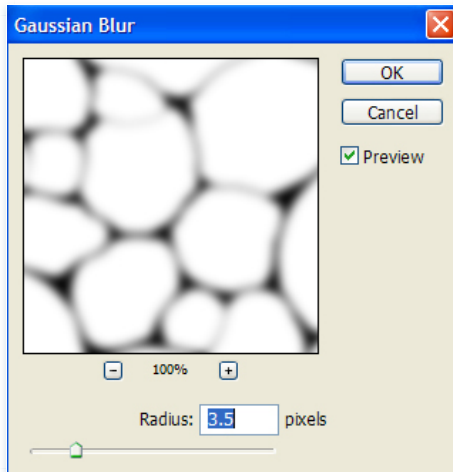 Gaussian Blur
OK
Cancel
Preview
100%
Radius: 3.5 pixels